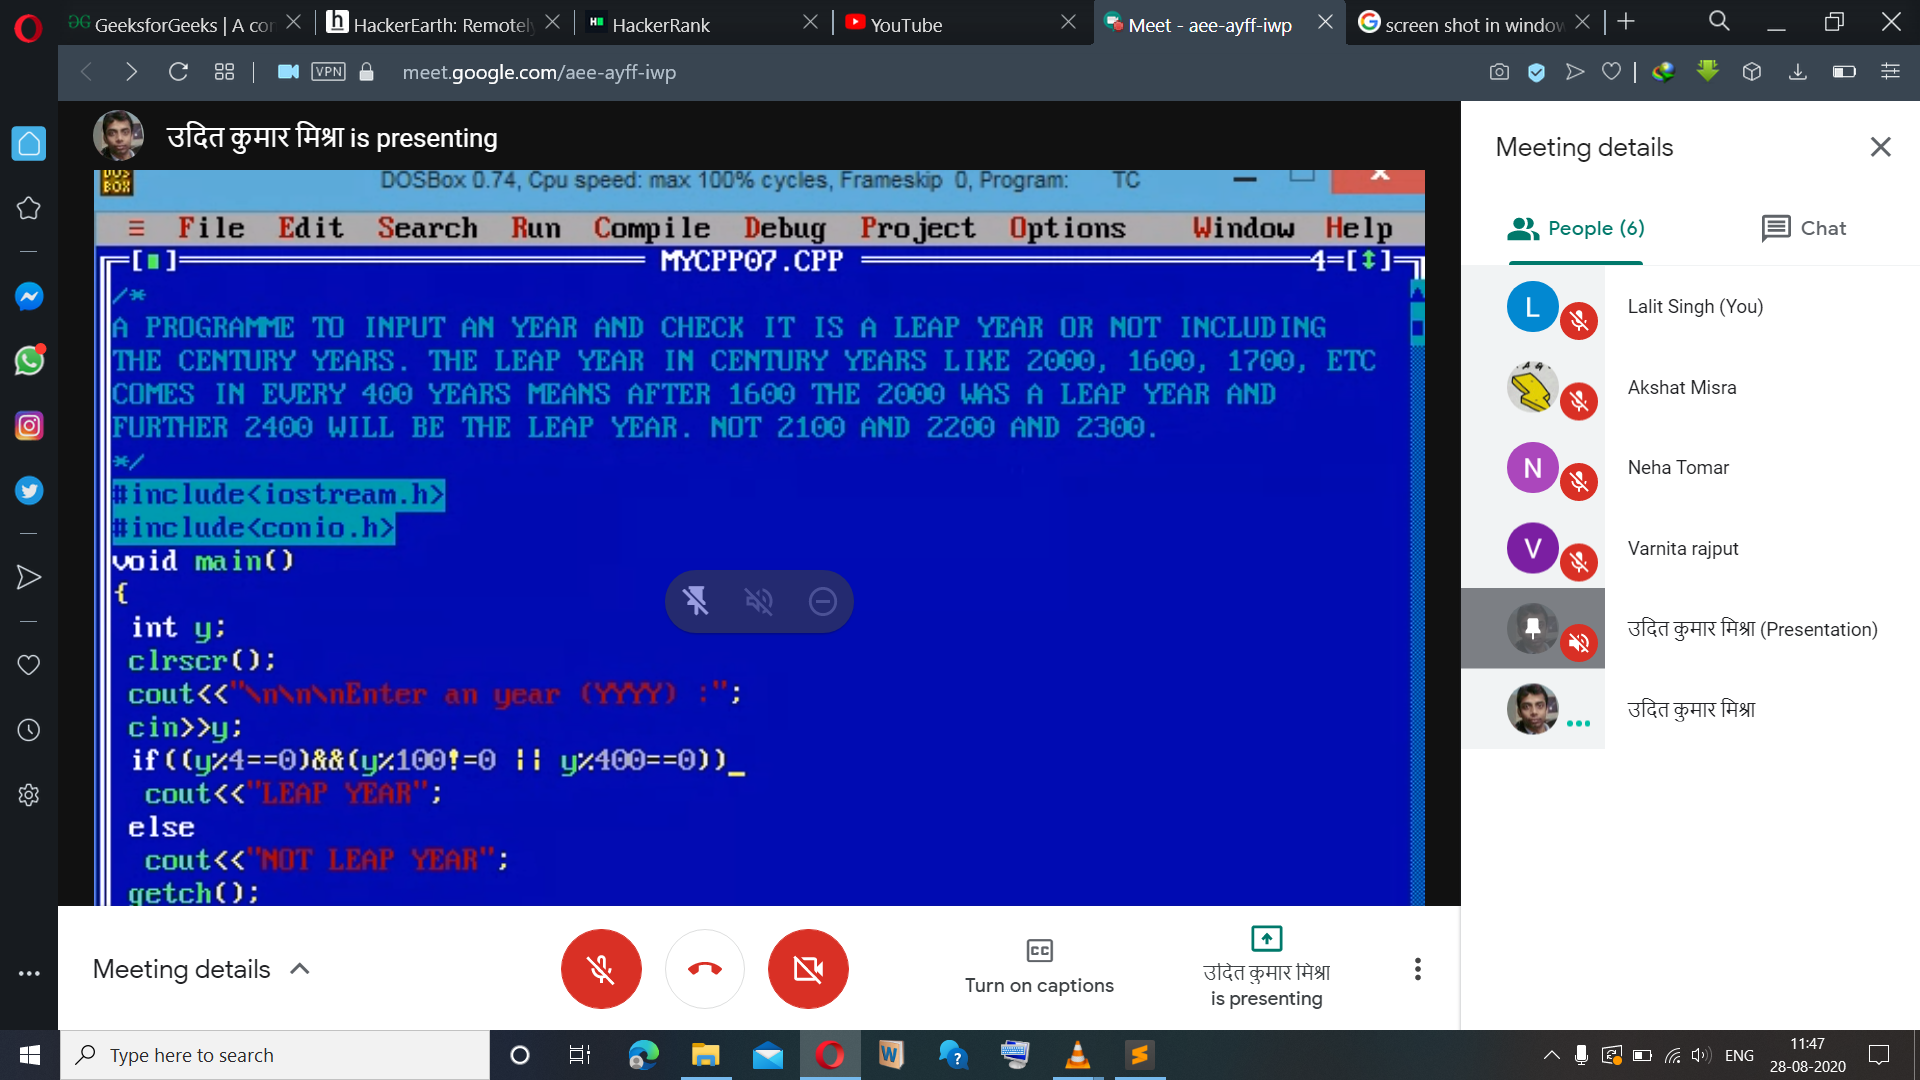 GeeksforGeeks | A con
HackerEarth: Remotely
HackerRank
YouTube
Meet - aee-ayff-iwp
screen shot in window
VPN
meet.google.com/aee-ayff-iwp
उदित कुमार मिश्रा is presenting
DOS
BOX
DOSBox 0.74, Cpu speed: max 100% cycles, Frameskip 0, Program: TC
File Edit Search Run Compile Debug Project Options Window Help
MYCPP07.CPP
4
/*
A PROGRAMME TO INPUT AN YEAR AND CHECK IT IS A LEAP YEAR OR NOT INCLUDING
THE CENTURY YEARS. THE LEAP YEAR IN CENTURY YEARS LIKE 2000, 1600, 1700, ETC
COMES IN EVERY 400 YEARS MEANS AFTER 1600 THE 2000 WAS A LEAP YEAR AND
FURTHER 2400 WILL BE THE LEAP YEAR. NOT 2100 AND 2200 AND 2300.
*/
#include<iostream.h>
#include<conio.h>
void main()
{
int y;
clrscr();
cout<<"\n\n\nEnter an year (YYYY) :";
cin>>y;
if((y%4==0)&&(y%100!=0 || y%400==0))_
cout<<"LEAP YEAR";
else
cout<<"NOT LEAP YEAR";
getch();
Meeting details
People (6)
Chat
L
Lalit Singh (You)
Akshat Misra
N
Neha Tomar
V
Varnita rajput
उदित कुमार मिश्रा (Presentation)
उदित कुमार मिश्रा
Meeting details
CC
Turn on captions
उदित कुमार मिश्रा
is presenting
Type here to search
ENG
11:47
28-08-2020